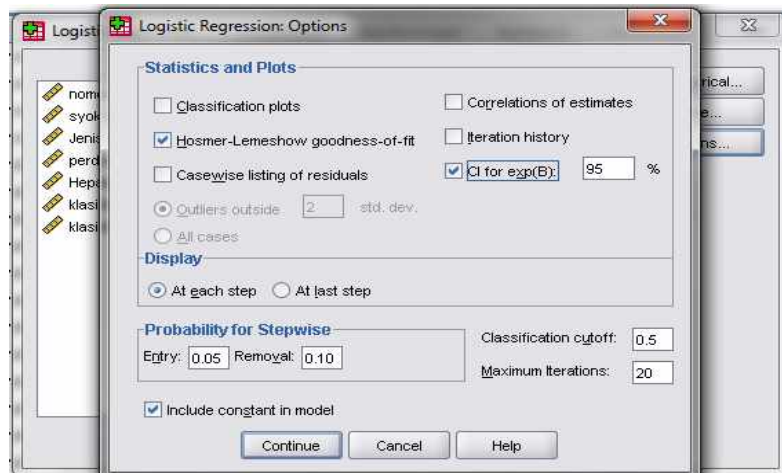 Logisti
Logistic Regression: Options
nome
syok
Jenis
perd
Hepa
klasi
klasi
rical...
e...
ns...
Statistics and Plots
Classification plots
Correlations of estimates
Hosmer-Lemeshow goodness-of-fit
Iteration history
Casewise listing of residuals
CI for exp(B): 95 %
Outliers outside 2 std. dev.
All cases
Display
At each step At last step
Probability for Stepwise
Entry: 0.05 Removal: 0.10
Classification cutoff: 0.5
Maximum Iterations: 20
Include constant in model
Continue Cancel Help